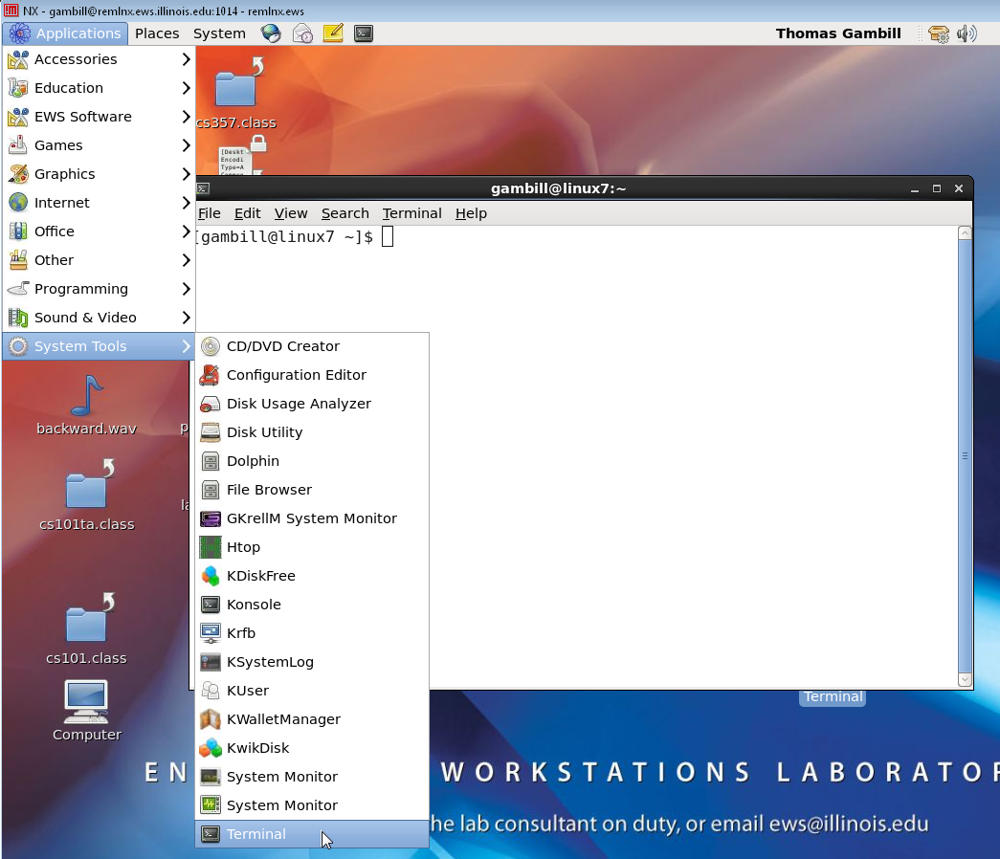 NX - gambill@remlnx.ews.illinois.edu:1014 - remlnx.ews
Applications Places System Thomas Gambill
Accessories
Education
EWS Software
Games
Graphics
Internet
Office
Other
Programming
Sound & Video
System Tools
cs357.class
[Deskt
Encodi
Type=A
gambill@linux7:~
File Edit View Search Terminal Help
[gambill@linux7 ~]$
CD/DVD Creator
Configuration Editor
Disk Usage Analyzer
Disk Utility
Dolphin
File Browser
GKrellM System Monitor
Htop
KDiskFree
Konsole
Krfb
KSystemLog
KUser
KWalletManager
KwikDisk
System Monitor
System Monitor
Terminal
backward.wav
p
la
cs101ta.class
cs101.class
Computer
Terminal
EN WORKSTATIONS LABORATOR
he lab consultant on duty, or email ews@illinois.edu